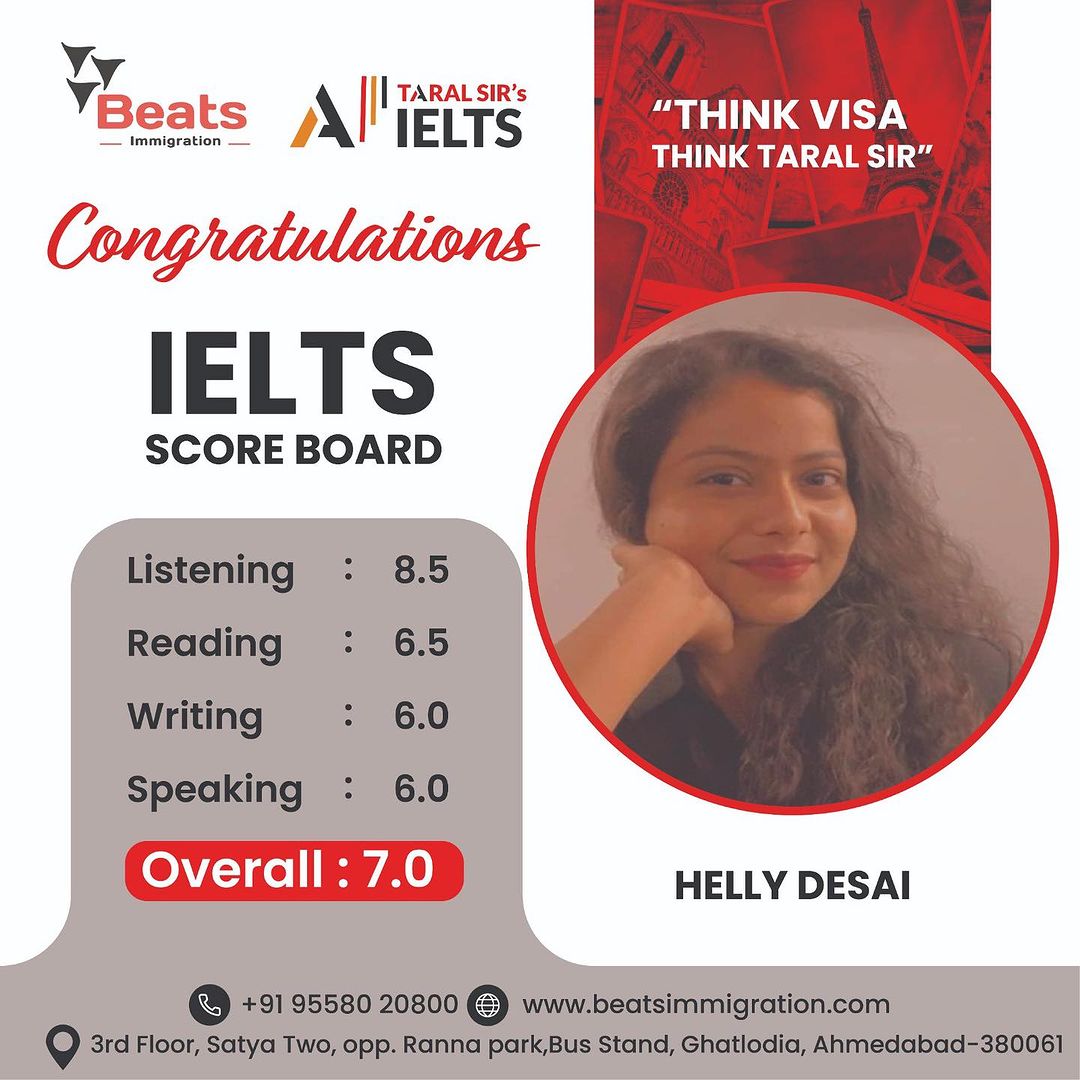 Beats
Immigration
TARAL SIR's
IELTS
"THINK VISA
THINK TARAL SIR"
Congratulations
IELTS
SCORE BOARD
Listening : 8.5
Reading : 6.5
Writing : 6.0
Speaking : 6.0
Overall : 7.0
HELLY DESAI
+91 95580 20800 www.beatsimmigration.com
3rd Floor, Satya Two, opp. Ranna park,Bus Stand, Ghatlodia, Ahmedabad-380061